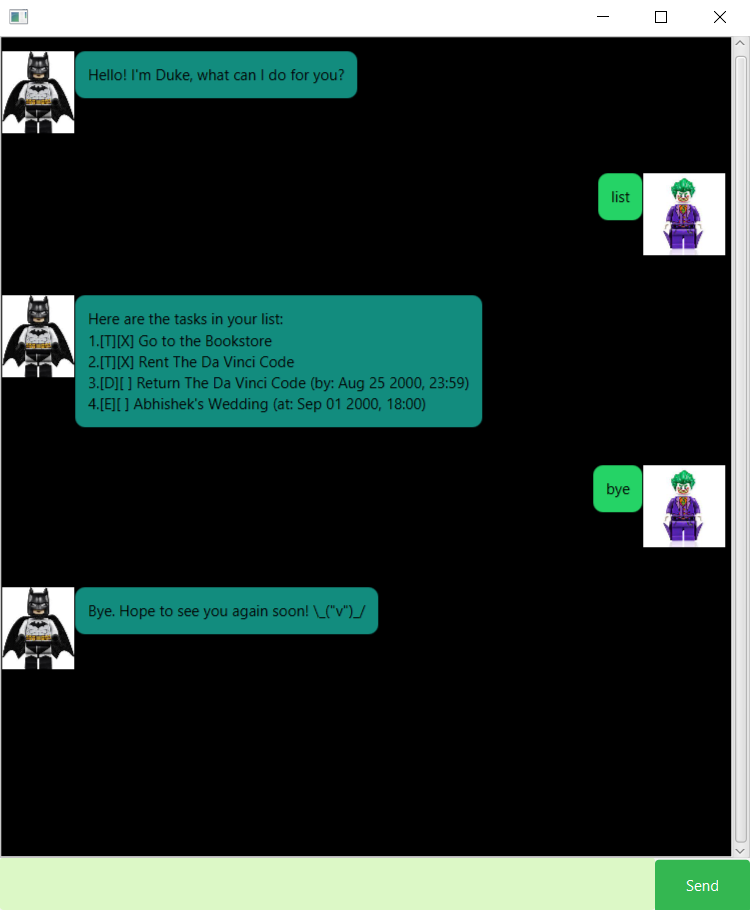 Hello! I'm Duke, what can I do for you?
list
Here are the tasks in your list:
1.[T][X] Go to the Bookstore
2.[T][X] Rent The Da Vinci Code
3.[D][ ] Return The Da Vinci Code (by: Aug 25 2000, 23:59)
4.[E][ ] Abhishek's Wedding (at: Sep 01 2000, 18:00)
bye
Bye. Hope to see you again soon! \_("v")_/
Send